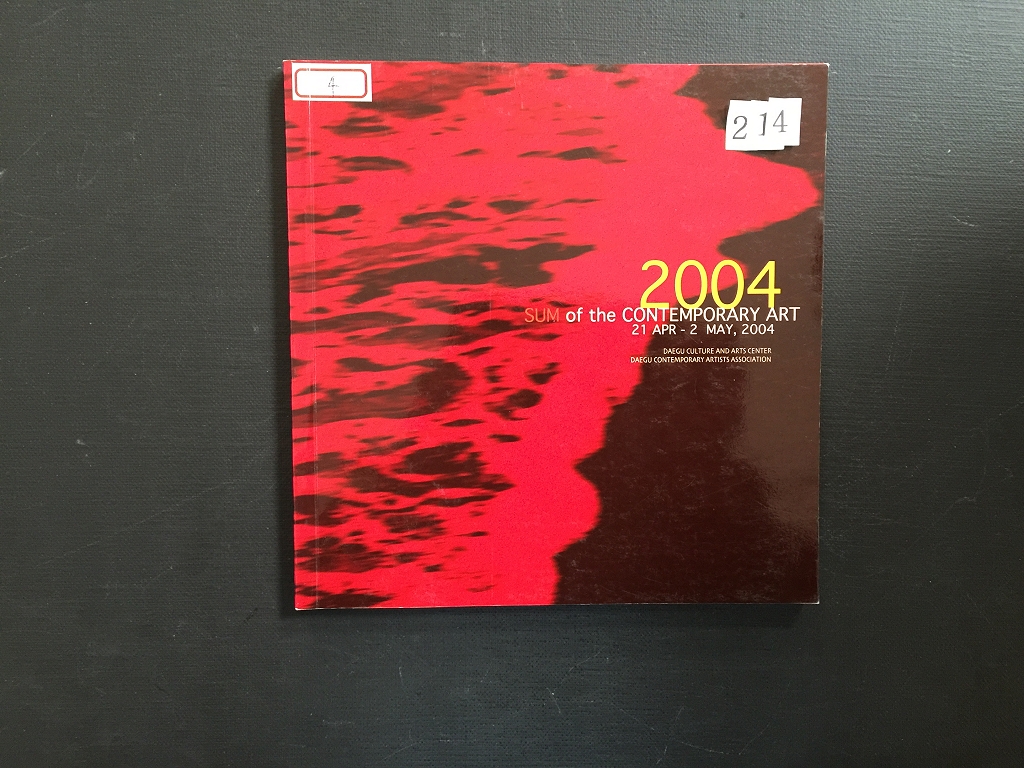 4
214
2004
SUM of the CONTEMPORARY ART
21 APR - 2 MAY, 2004
DAEGU CULTURE AND ARTS CENTER
DAEGU CONTEMPORARY ARTISTS ASSOCIATION